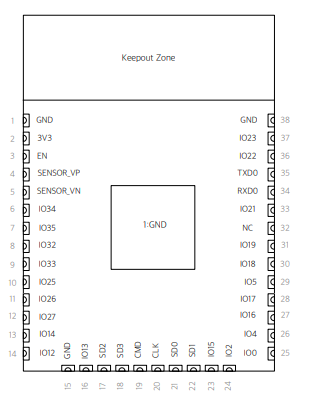 Keepout Zone
1 GND GND 38
2 3V3 IO23 37
3 EN IO22 36
4 SENSOR_VP TXD0 35
5 SENSOR_VN RXD0 34
6 IO34 IO21 33
7 IO35 1:GND NC 32
8 IO32 IO19 31
9 IO33 IO18 30
10 IO25 IO5 29
11 IO26 IO17 28
12 IO27 IO16 27
13 IO14 IO4 26
14 IO12 IO0 25
GND IO13 SD2 SD3 CMD CLK SD0 SD1 IO15 IO2
15 16 17 18 19 20 21 22 23 24